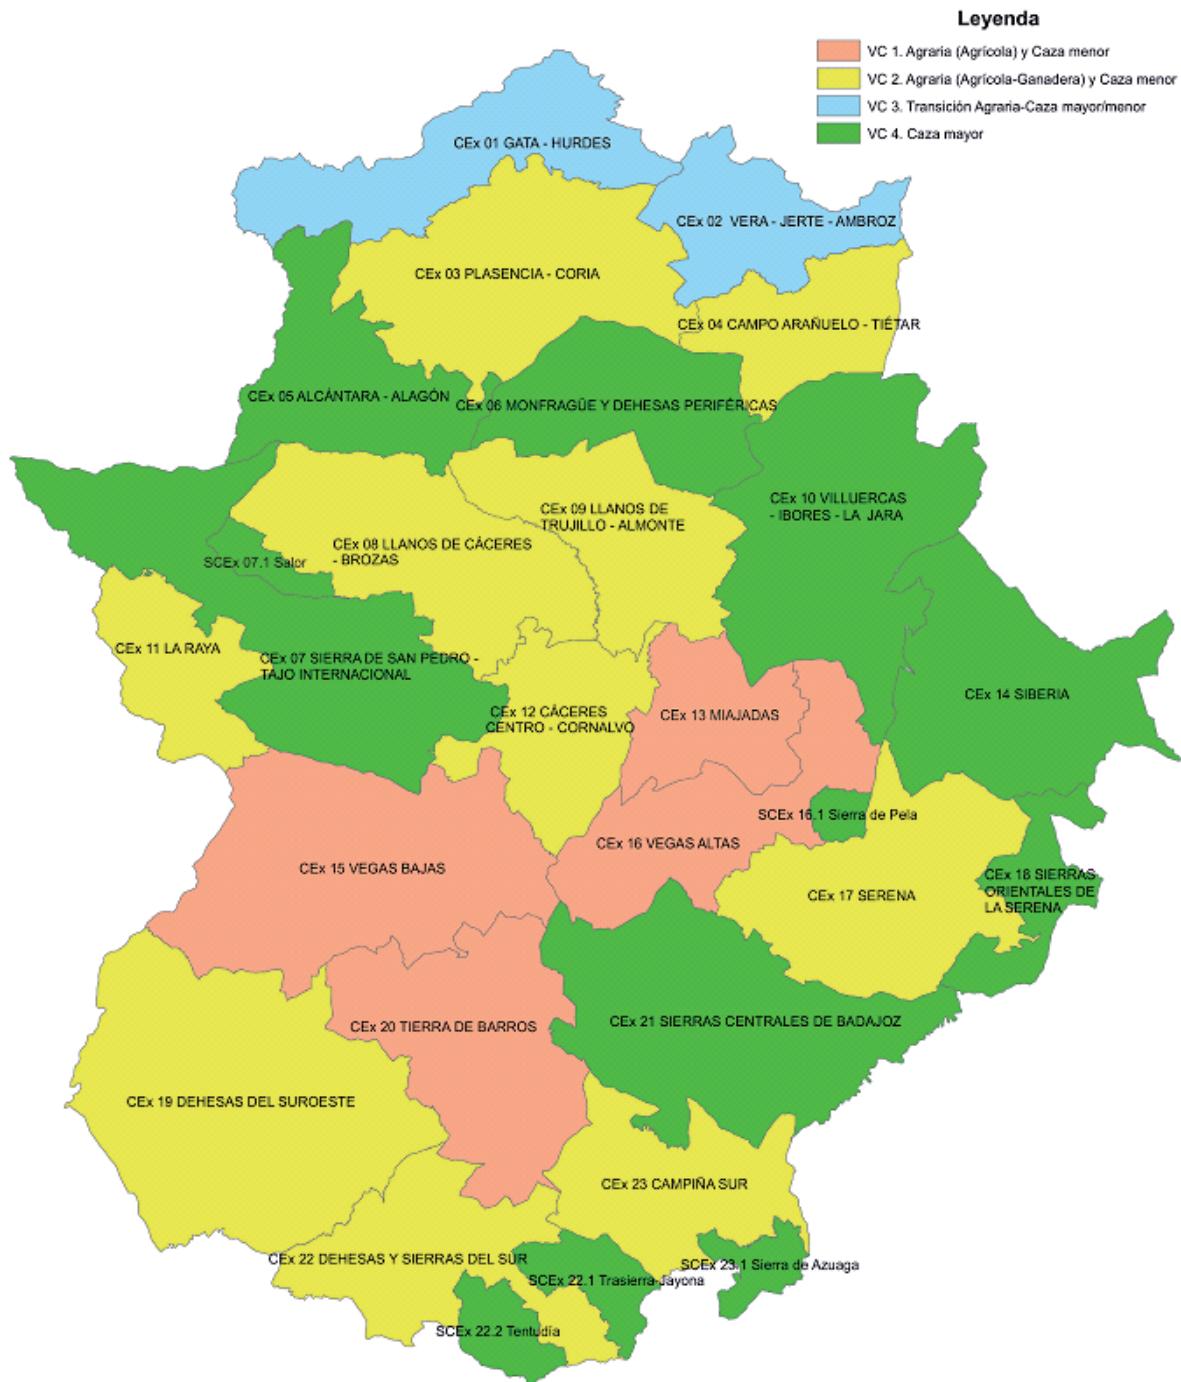 Leyenda
VC 1. Agraria (Agrícola) y Caza menor
VC 2. Agraria (Agrícola-Ganadera) y Caza menor
VC 3. Transición Agraria-Caza mayor/menor
VC 4. Caza mayor
CEx 01 GATA - HURDES
CEx 02 VERA - JERTE - AMBROZ
CEx 03 PLASENCIA - CORIA
CEx 04 CAMPO ARAÑUELO - TIÉTAR
CEx 05 ALCÁNTARA - ALAGÓN
CEx 06 MONFRAGÜE Y DEHESAS PERIFÉRICAS
CEx 10 VILLUERCAS
- IBORES - LA JARA
CEx 09 LLANOS DE
TRUJILLO - ALMONTE
CEx 08 LLANOS DE CÁCERES
- BROZAS
SCEx 07.1 Salor
CEx 11 LA RAYA
CEx 07 SIERRA DE SAN PEDRO -
TAJO INTERNACIONAL
CEx 14 SIBERIA
CEx 12 CÁCERES
CENTRO - CORNALVO
CEx 13 MIAJADAS
SCEx 16.1 Sierra de Pela
CEx 16 VEGAS ALTAS
CEx 15 VEGAS BAJAS
CEx 18 SIERRAS
ORIENTALES DE
LA SERENA
CEx 17 SERENA
CEx 21 SIERRAS CENTRALES DE BADAJOZ
CEx 20 TIERRA DE BARROS
CEx 19 DEHESAS DEL SUROESTE
CEx 23 CAMPIÑA SUR
CEx 22 DEHESAS Y SIERRAS DEL SUR
SCEx 23.1 Sierra de Azuaga
SCEx 22.1 Trasierra-Jayona
SCEx 22.2 Tentudía